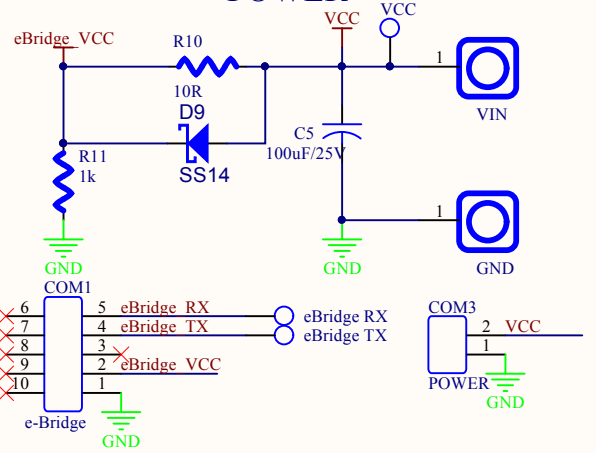 POWER
VCC
VCC
eBridge_VCC
R10
10R
D9
SS14
R11
1k
C5
100uF/25V
1
VIN
1
GND
GND
GND
COM1
6
7
8
9
10
5 eBridge_RX
4 eBridge_TX
3
2 eBridge_VCC
1
eBridge RX
eBridge TX
e-Bridge
GND
COM3
2 VCC
1
POWER
GND